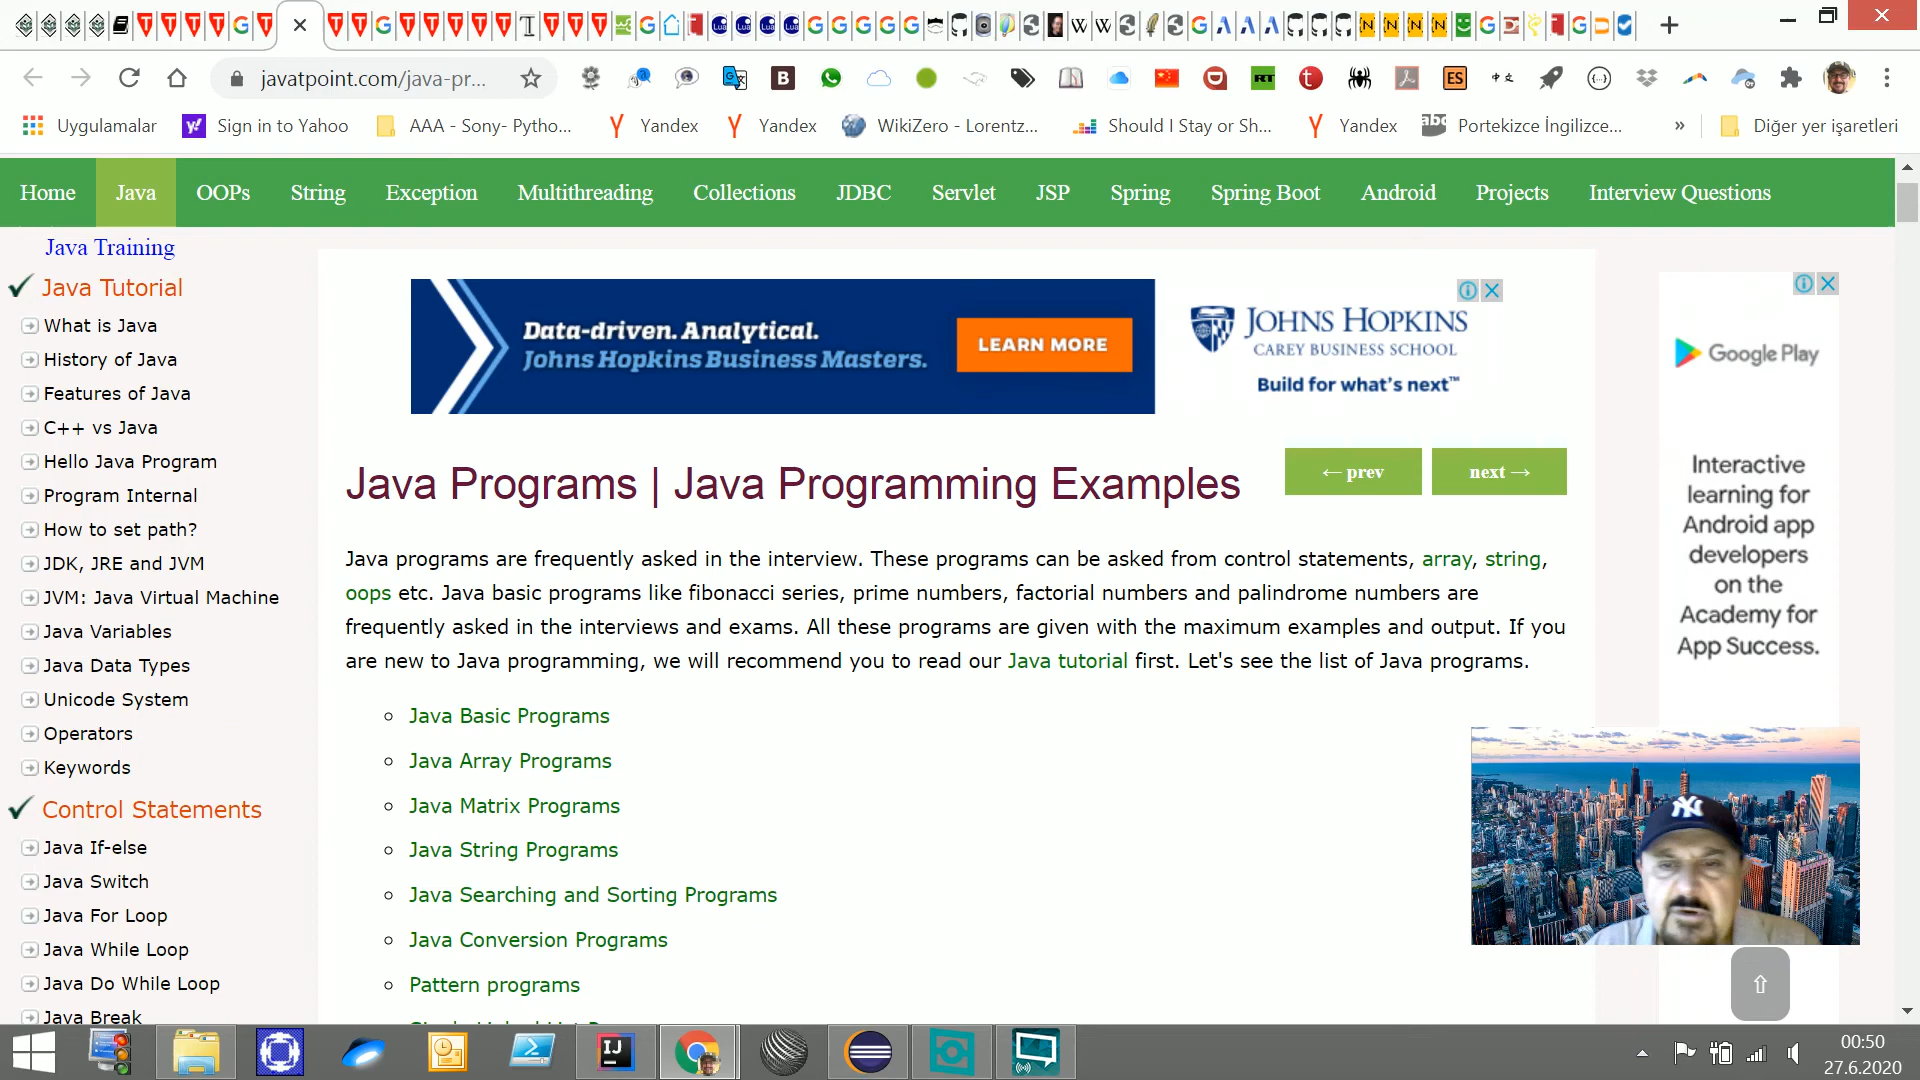 javatpoint.com/java-pr...
Uygulamalar
Sign in to Yahoo
AAA - Sony- Pytho...
Yandex
Yandex
WikiZero - Lorentz...
Should I Stay or Sh...
Yandex
Portekizce İngilizce...
»
Diğer yer işaretleri
Home
Java
OOPs
String
Exception
Multithreading
Collections
JDBC
Servlet
JSP
Spring
Spring Boot
Android
Projects
Interview Questions
Java Training
Java Tutorial
What is Java
History of Java
Features of Java
C++ vs Java
Hello Java Program
Program Internal
How to set path?
JDK, JRE and JVM
JVM: Java Virtual Machine
Java Variables
Java Data Types
Unicode System
Operators
Keywords
Control Statements
Java If-else
Java Switch
Java For Loop
Java While Loop
Java Do While Loop
Java Break
Data-driven. Analytical.
Johns Hopkins Business Masters.
LEARN MORE
JOHNS HOPKINS
CAREY BUSINESS SCHOOL
Build for what's next™
Java Programs | Java Programming Examples
← prev
next →
Java programs are frequently asked in the interview. These programs can be asked from control statements, array, string,
oops etc. Java basic programs like fibonacci series, prime numbers, factorial numbers and palindrome numbers are
frequently asked in the interviews and exams. All these programs are given with the maximum examples and output. If you
are new to Java programming, we will recommend you to read our Java tutorial first. Let's see the list of Java programs.
Java Basic Programs
Java Array Programs
Java Matrix Programs
Java String Programs
Java Searching and Sorting Programs
Java Conversion Programs
Pattern programs
Google Play
Interactive
learning for
Android app
developers
on the
Academy for
App Success.
00:50
27.6.2020